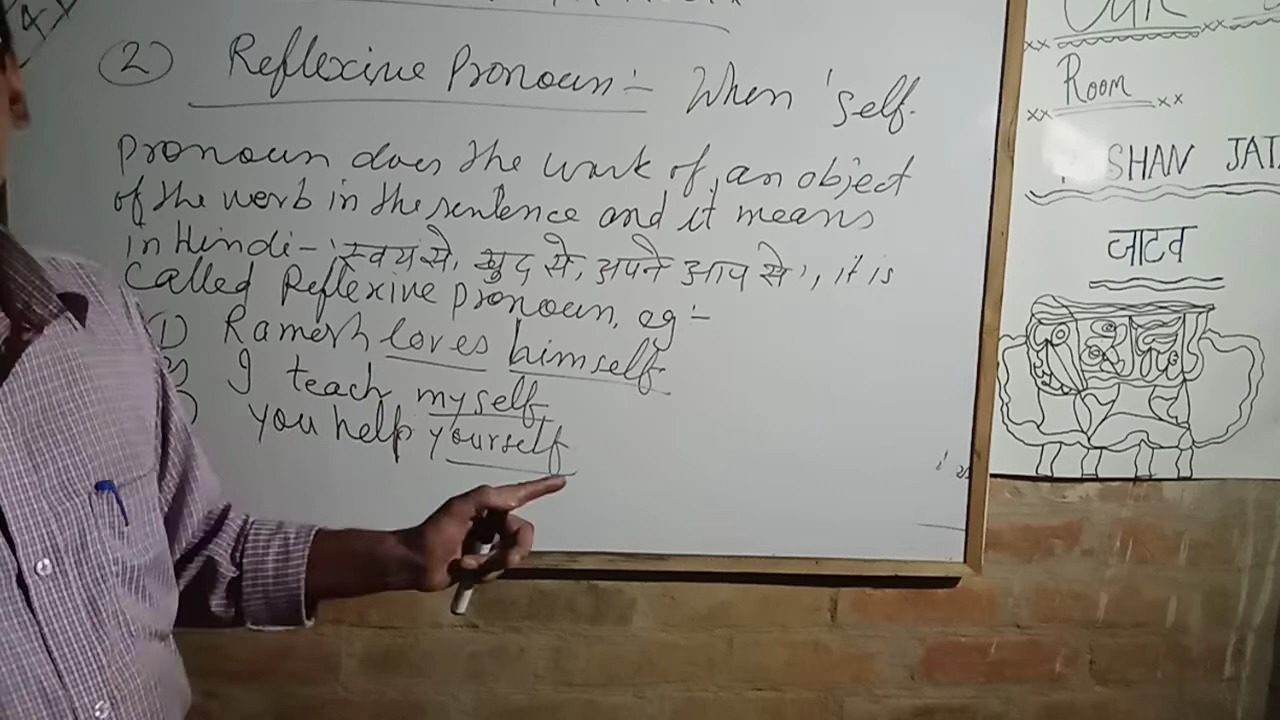 ② Reflexive Pronoun:- When 'self-
pronoun does the work of an object
of the verb in the sentence and it means
in Hindi- 'स्वयं से, खुद से, अपने आप से', it is
called Reflexive pronoun, eg:-
1) Ramesh loves himself
I teach myself,
you help yourself
Our
Room
SHAN JATA
जाटव